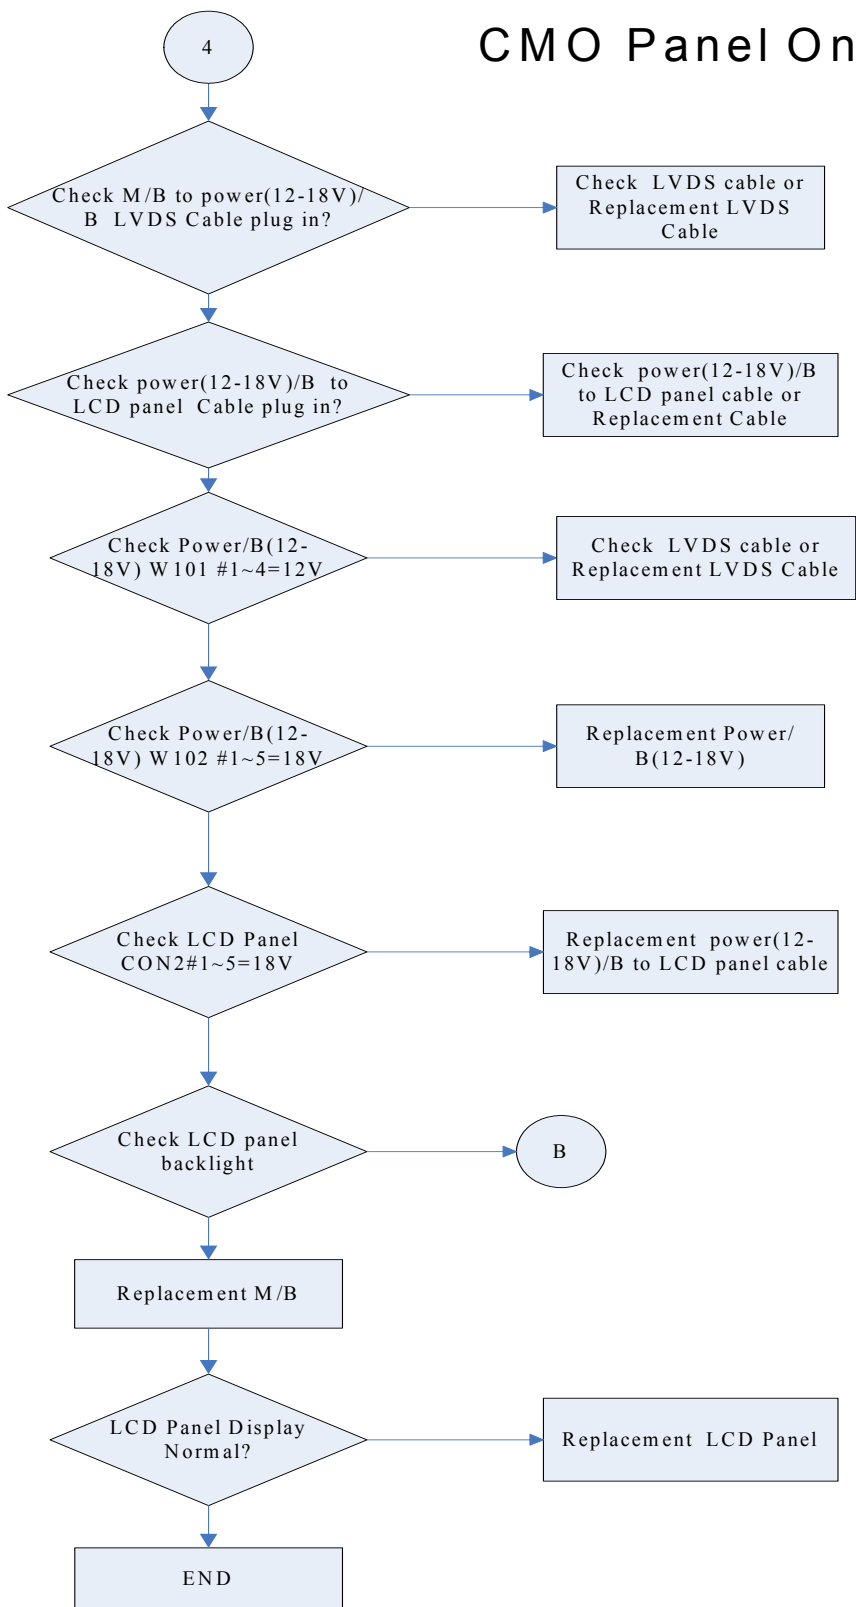 4
CMO Panel On
Check M/B to power(12-18V)/
B LVDS Cable plug in?
Check LVDS cable or
Replacement LVDS
Cable
Check power(12-18V)/B to
LCD panel Cable plug in?
Check power(12-18V)/B
to LCD panel cable or
Replacement Cable
Check Power/B(12-
18V) W101 #1~4=12V
Check LVDS cable or
Replacement LVDS Cable
Check Power/B(12-
18V) W102 #1~5=18V
Replacement Power/
B(12-18V)
Check LCD Panel
CON2#1~5=18V
Replacement power(12-
18V)/B to LCD panel cable
Check LCD panel
backlight
B
Replacement M/B
LCD Panel Display
Normal?
Replacement LCD Panel
END